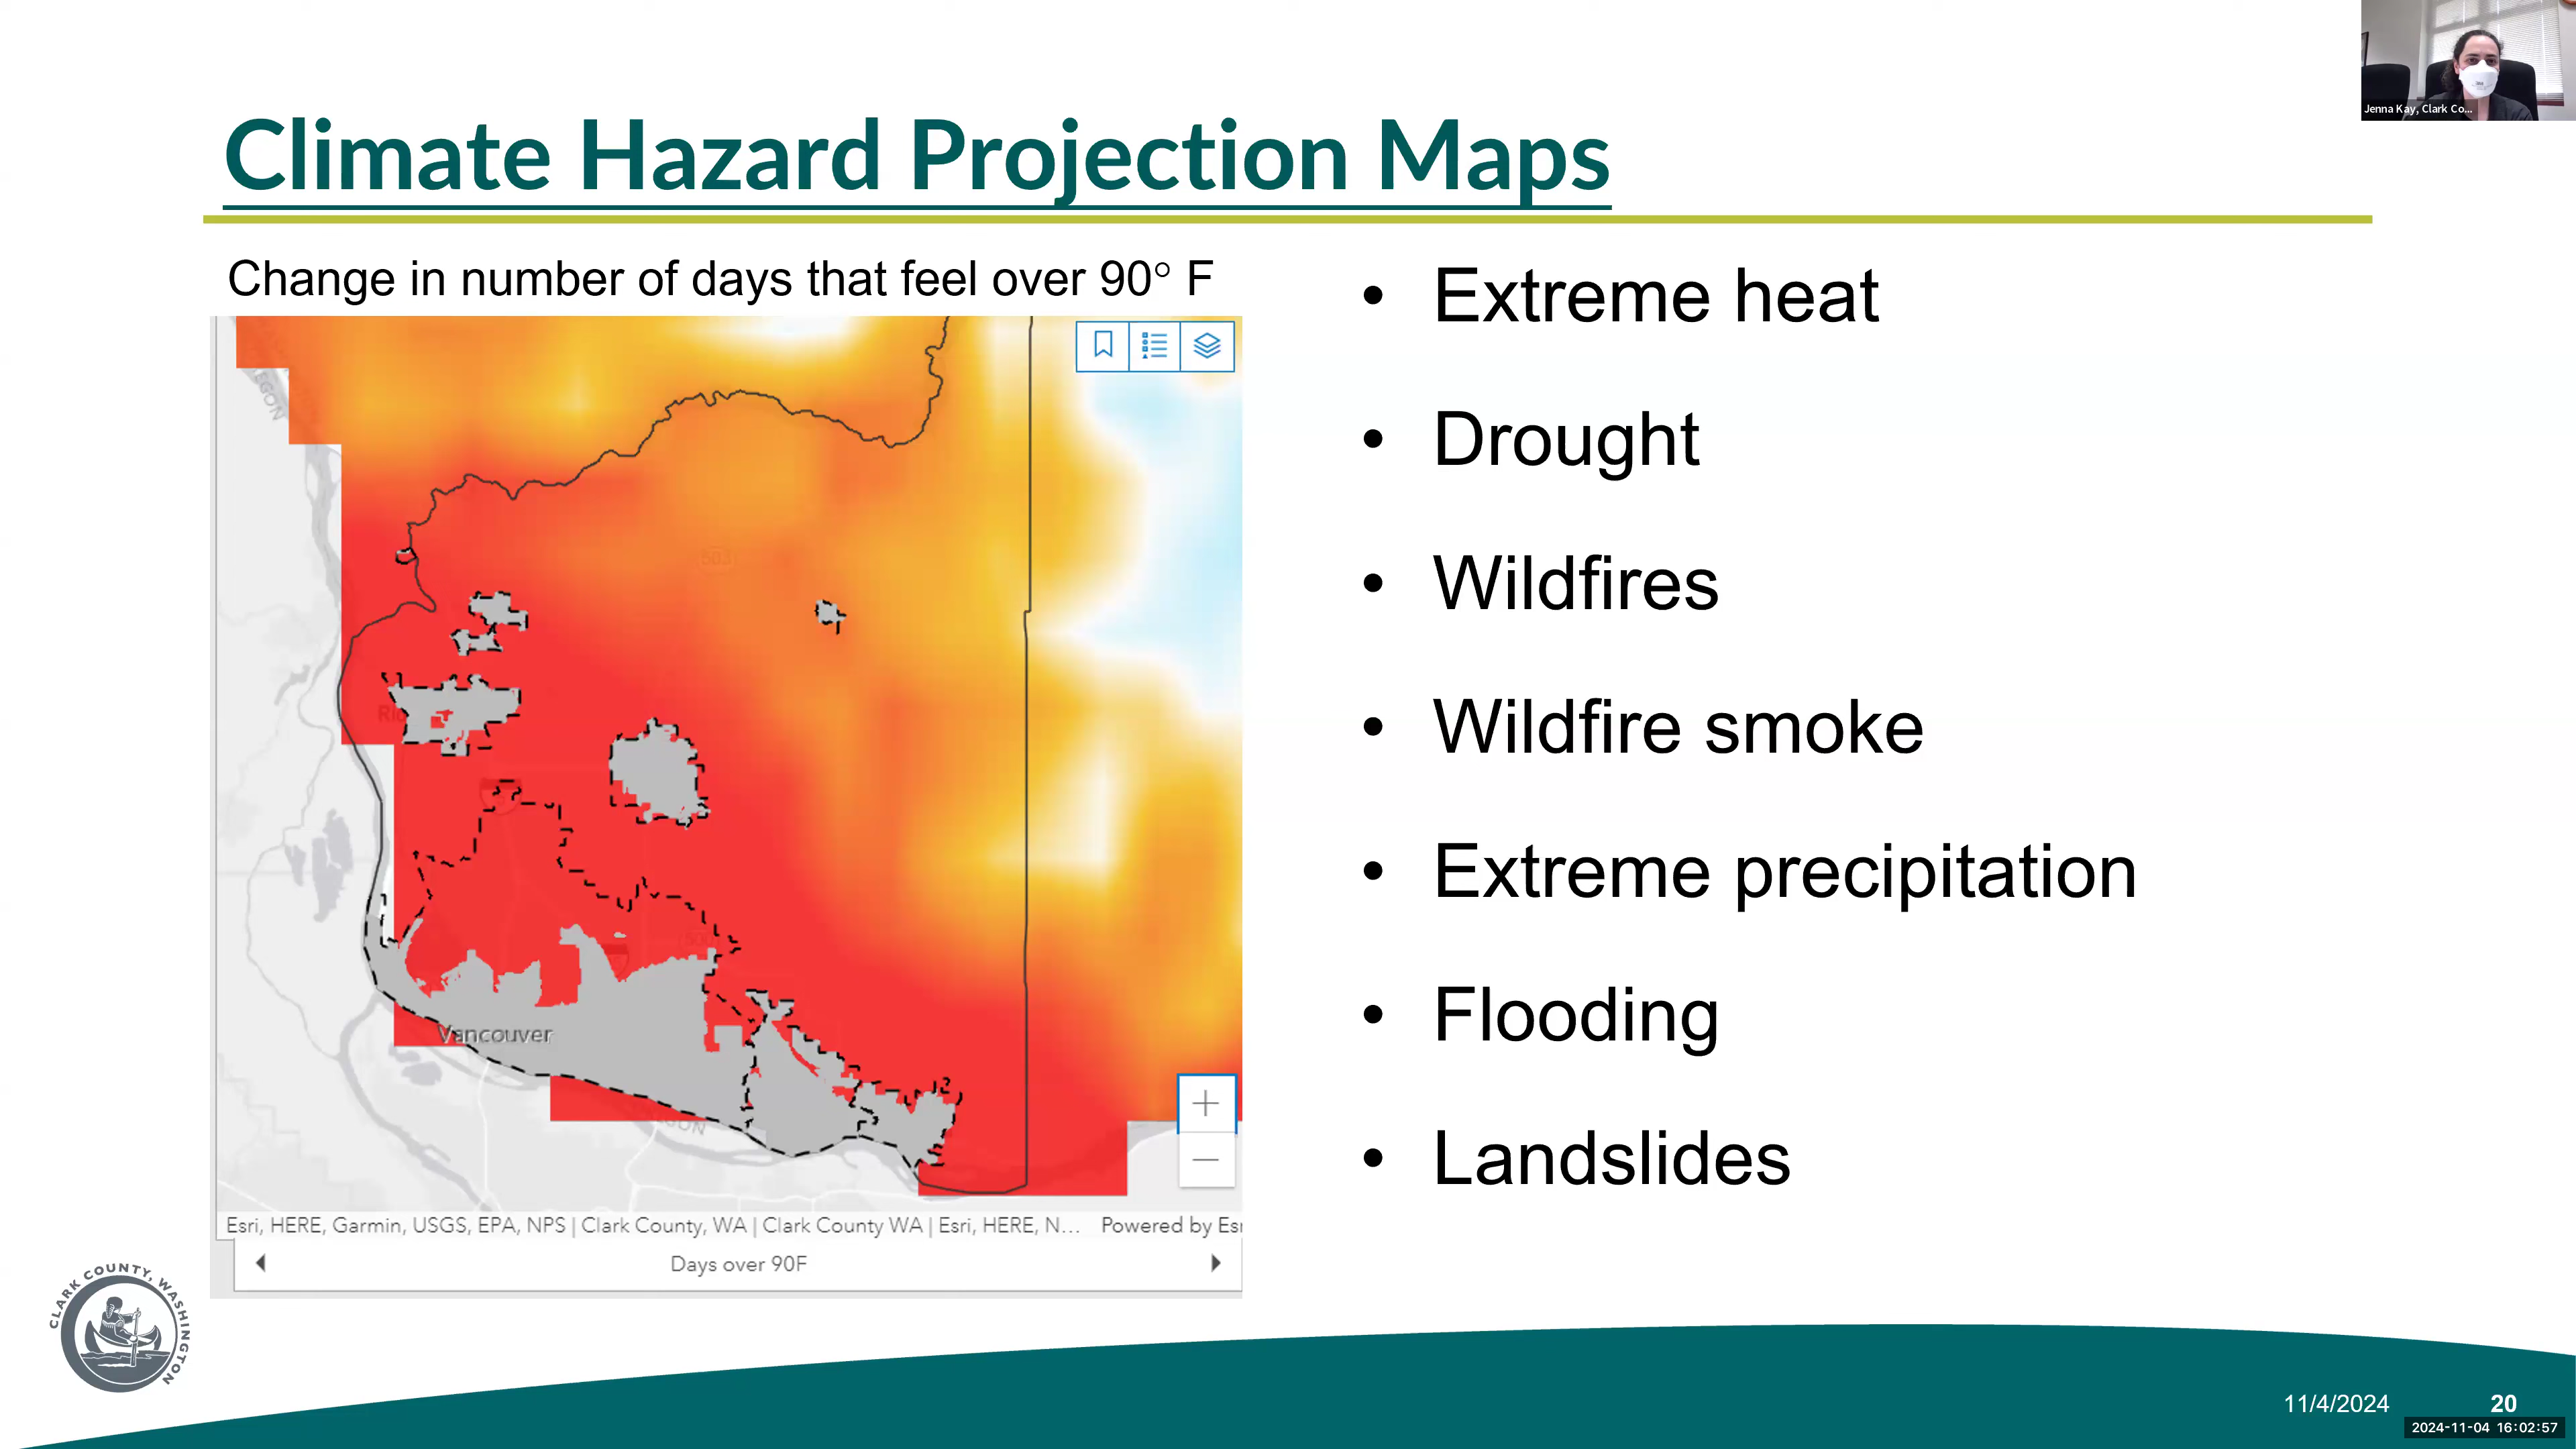 Jenna Kay, Clark Co...
Climate Hazard Projection Maps
Change in number of days that feel over 90° F
OREGON
503
Vancouver
Esri, HERE, Garmin, USGS, EPA, NPS | Clark County, WA | Clark County WA | Esri, HERE, N... Powered by Esri
Days over 90F
• Extreme heat
• Drought
• Wildfires
• Wildfire smoke
• Extreme precipitation
• Flooding
• Landslides
CLARK COUNTY, WASHINGTON
11/4/2024
20
2024-11-04 16:02:57